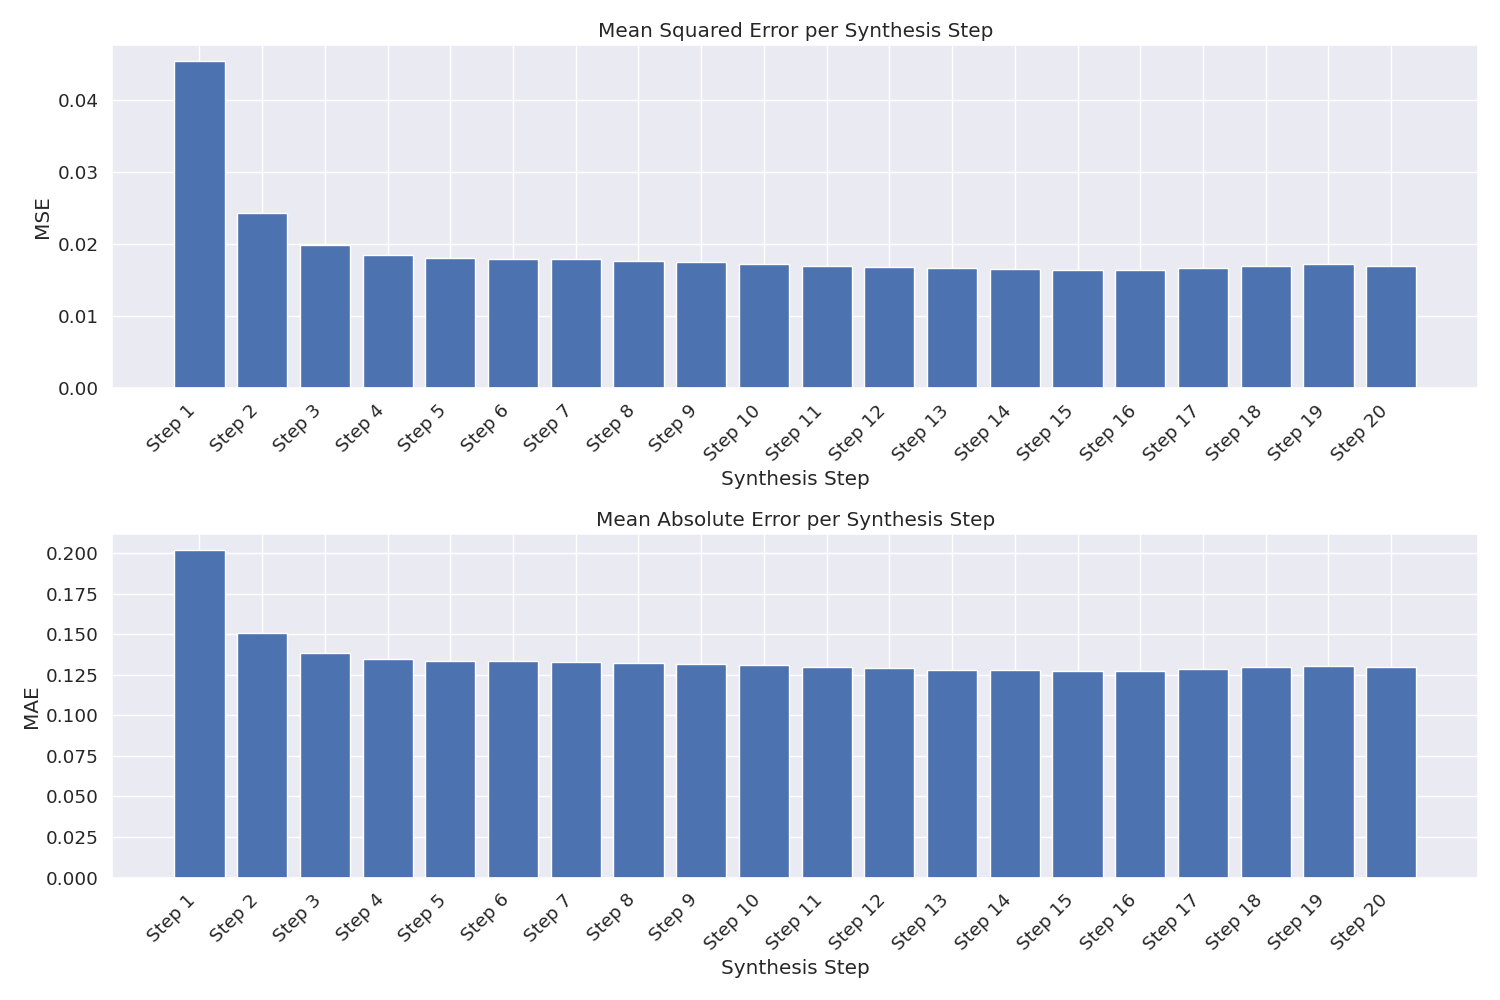 Mean Squared Error per Synthesis Step
MSE
0.04
0.03
0.02
0.01
0.00
Step 1
Step 2
Step 3
Step 4
Step 5
Step 6
Step 7
Step 8
Step 9
Step 10
Step 11
Step 12
Step 13
Step 14
Step 15
Step 16
Step 17
Step 18
Step 19
Step 20
Synthesis Step
Mean Absolute Error per Synthesis Step
MAE
0.200
0.175
0.150
0.125
0.100
0.075
0.050
0.025
0.000
Step 1
Step 2
Step 3
Step 4
Step 5
Step 6
Step 7
Step 8
Step 9
Step 10
Step 11
Step 12
Step 13
Step 14
Step 15
Step 16
Step 17
Step 18
Step 19
Step 20
Synthesis Step